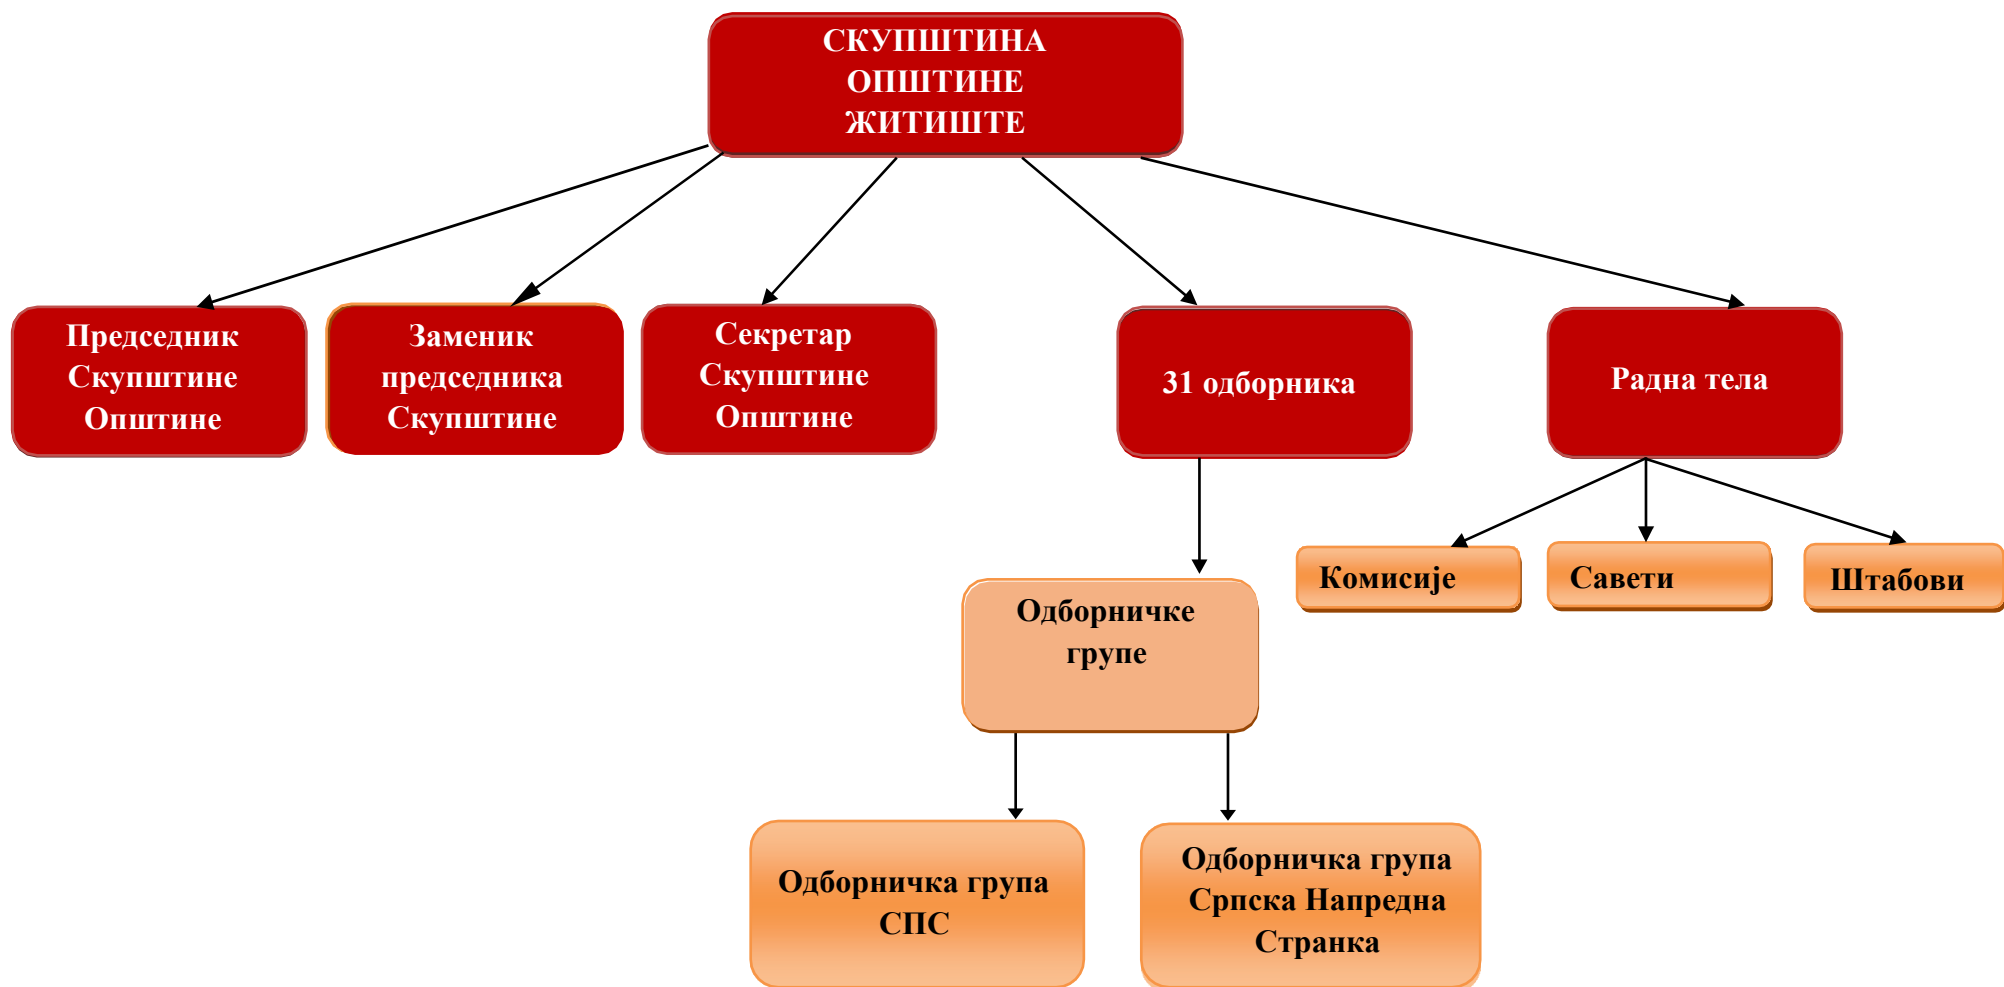 СКУПШТИНА
ОПШТИНЕ
ЖИТИШТЕ
Председник
Скупштине
Општине
Заменик
председника
Скупштине
Секретар
Скупштине
Општине
31 одборника
Радна тела
Комисије
Савети
Штабови
Одборничке
групе
Одборничка група
СПС
Одборничка група
Српска Напредна
Странка